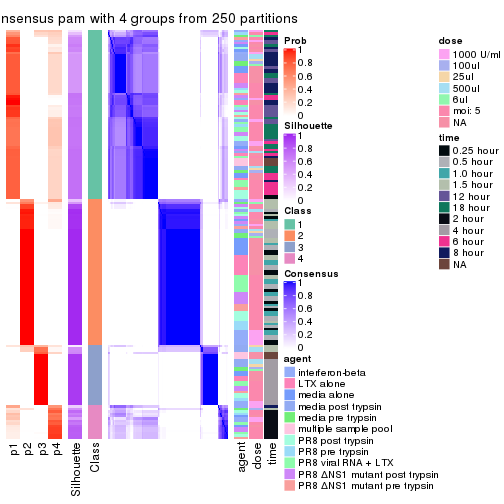 nsensus pam with 4 groups from 250 partitions
Prob
1
0.8
0.6
0.4
0.2
0
Silhouette
1
0.8
0.6
0.4
0.2
0
Class
1
2
3
4
Consensus
1
0.8
0.6
0.4
0.2
0
agent
interferon-beta
LTX alone
media alone
media post trypsin
media pre trypsin
multiple sample pool
PR8 post trypsin
PR8 pre trypsin
PR8 viral RNA + LTX
PR8 ΔNS1 mutant post trypsin
PR8 ΔNS1 mutant pre trypsin
dose
1000 U/ml
100ul
25ul
500ul
6ul
moi: 5
NA
time
0.25 hour
0.5 hour
1.0 hour
1.5 hour
12 hour
18 hour
2 hour
4 hour
6 hour
8 hour
NA
p1
p2
p3
p4
Silhouette
Class
agent
dose
time